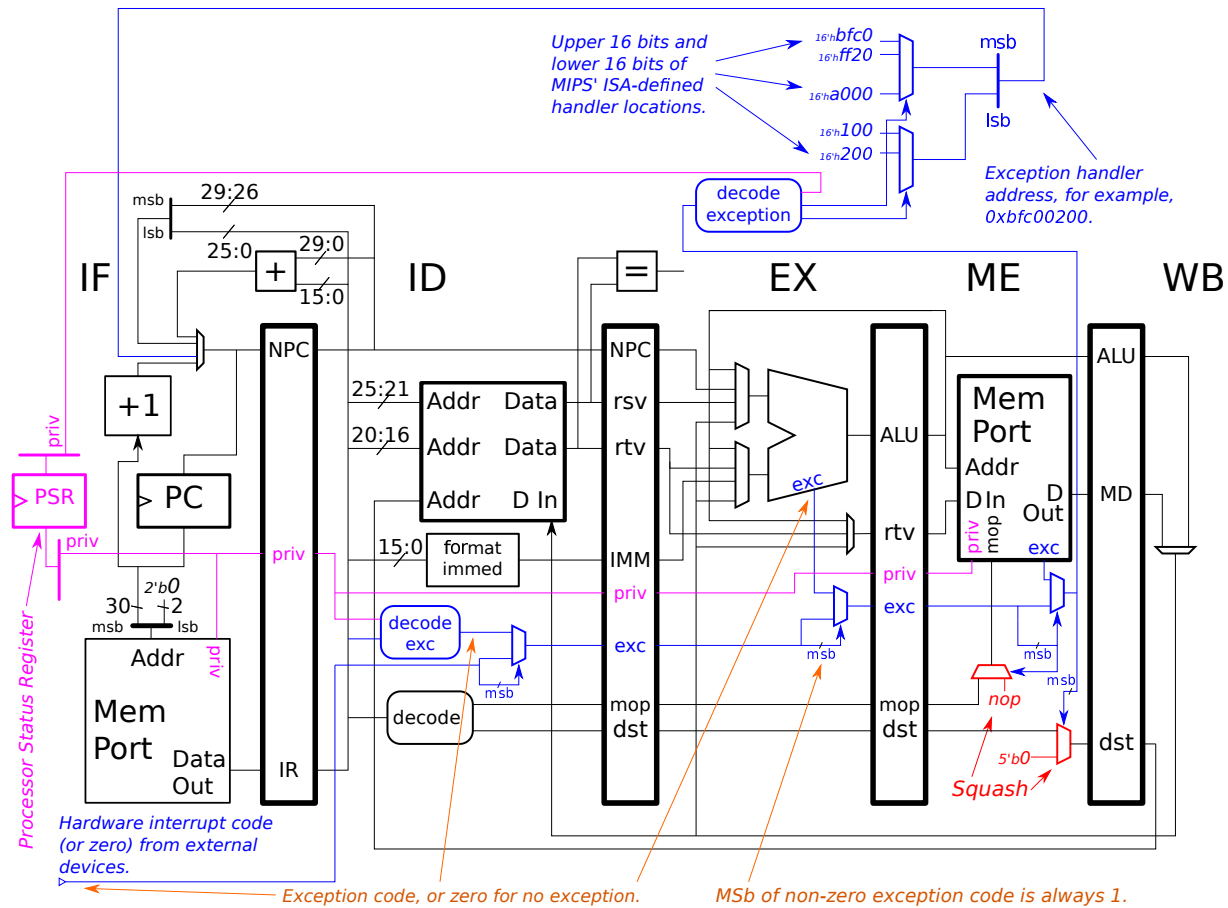 Upper 16 bits and
lower 16 bits of
MIPS' ISA-defined
handler locations.
16'hbfc0
16'hff20
16'ha000
16'h100
16'h200
msb
lsb
Exception handler
address, for example,
0xbfc00200.
decode
exception
29:26
msb
lsb
25:0
29:0
+
15:0
=
IF
ID
EX
ME
WB
NPC
NPC
ALU
+1
25:21
Addr
Data
rsv
20:16
Addr
Data
rtv
Addr
D In
Mem
Port
Addr
D In
D
Out
priv
mop
exc
ALU
MD
priv
PSR
PC
priv
exc
15:0
format
immed
IMM
rtv
priv
priv
priv
2'b0
30
2
msb
lsb
decode
exc
exc
exc
msb
msb
msb
msb
Addr
priv
Mem
Port
Data
Out
IR
decode
mop
dst
mop
dst
nop
5'b0
dst
Squash
Processor Status Register
Hardware interrupt code
(or zero) from external
devices.
Exception code, or zero for no exception.
MSb of non-zero exception code is always 1.